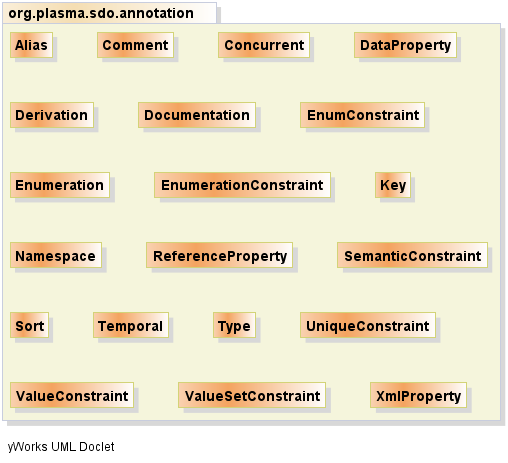 org.plasma.sdo.annotation
Alias Comment Concurrent DataProperty
Derivation Documentation EnumConstraint
Enumeration EnumerationConstraint Key
Namespace ReferenceProperty SemanticConstraint
Sort Temporal Type UniqueConstraint
ValueConstraint ValueSetConstraint XmlProperty
yWorks UML Doclet